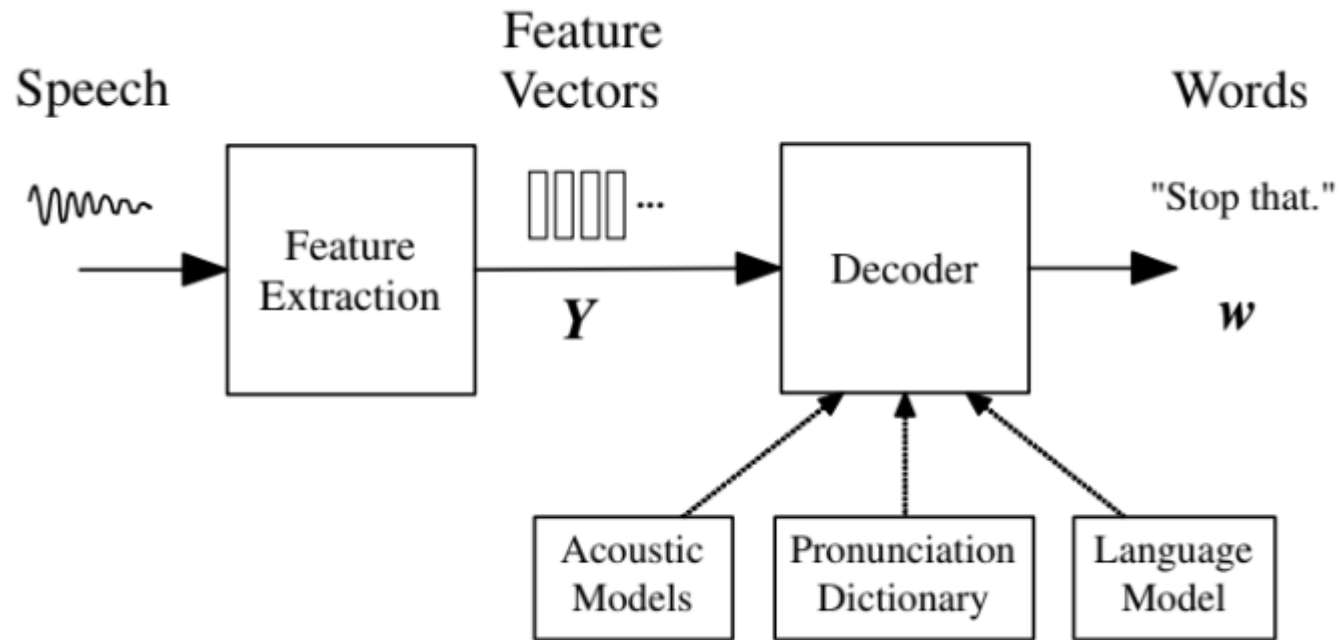 Speech
Feature
Vectors
Words
"Stop that."
Feature
Extraction
...
Y
Decoder
w
Acoustic
Models
Pronunciation
Dictionary
Language
Model